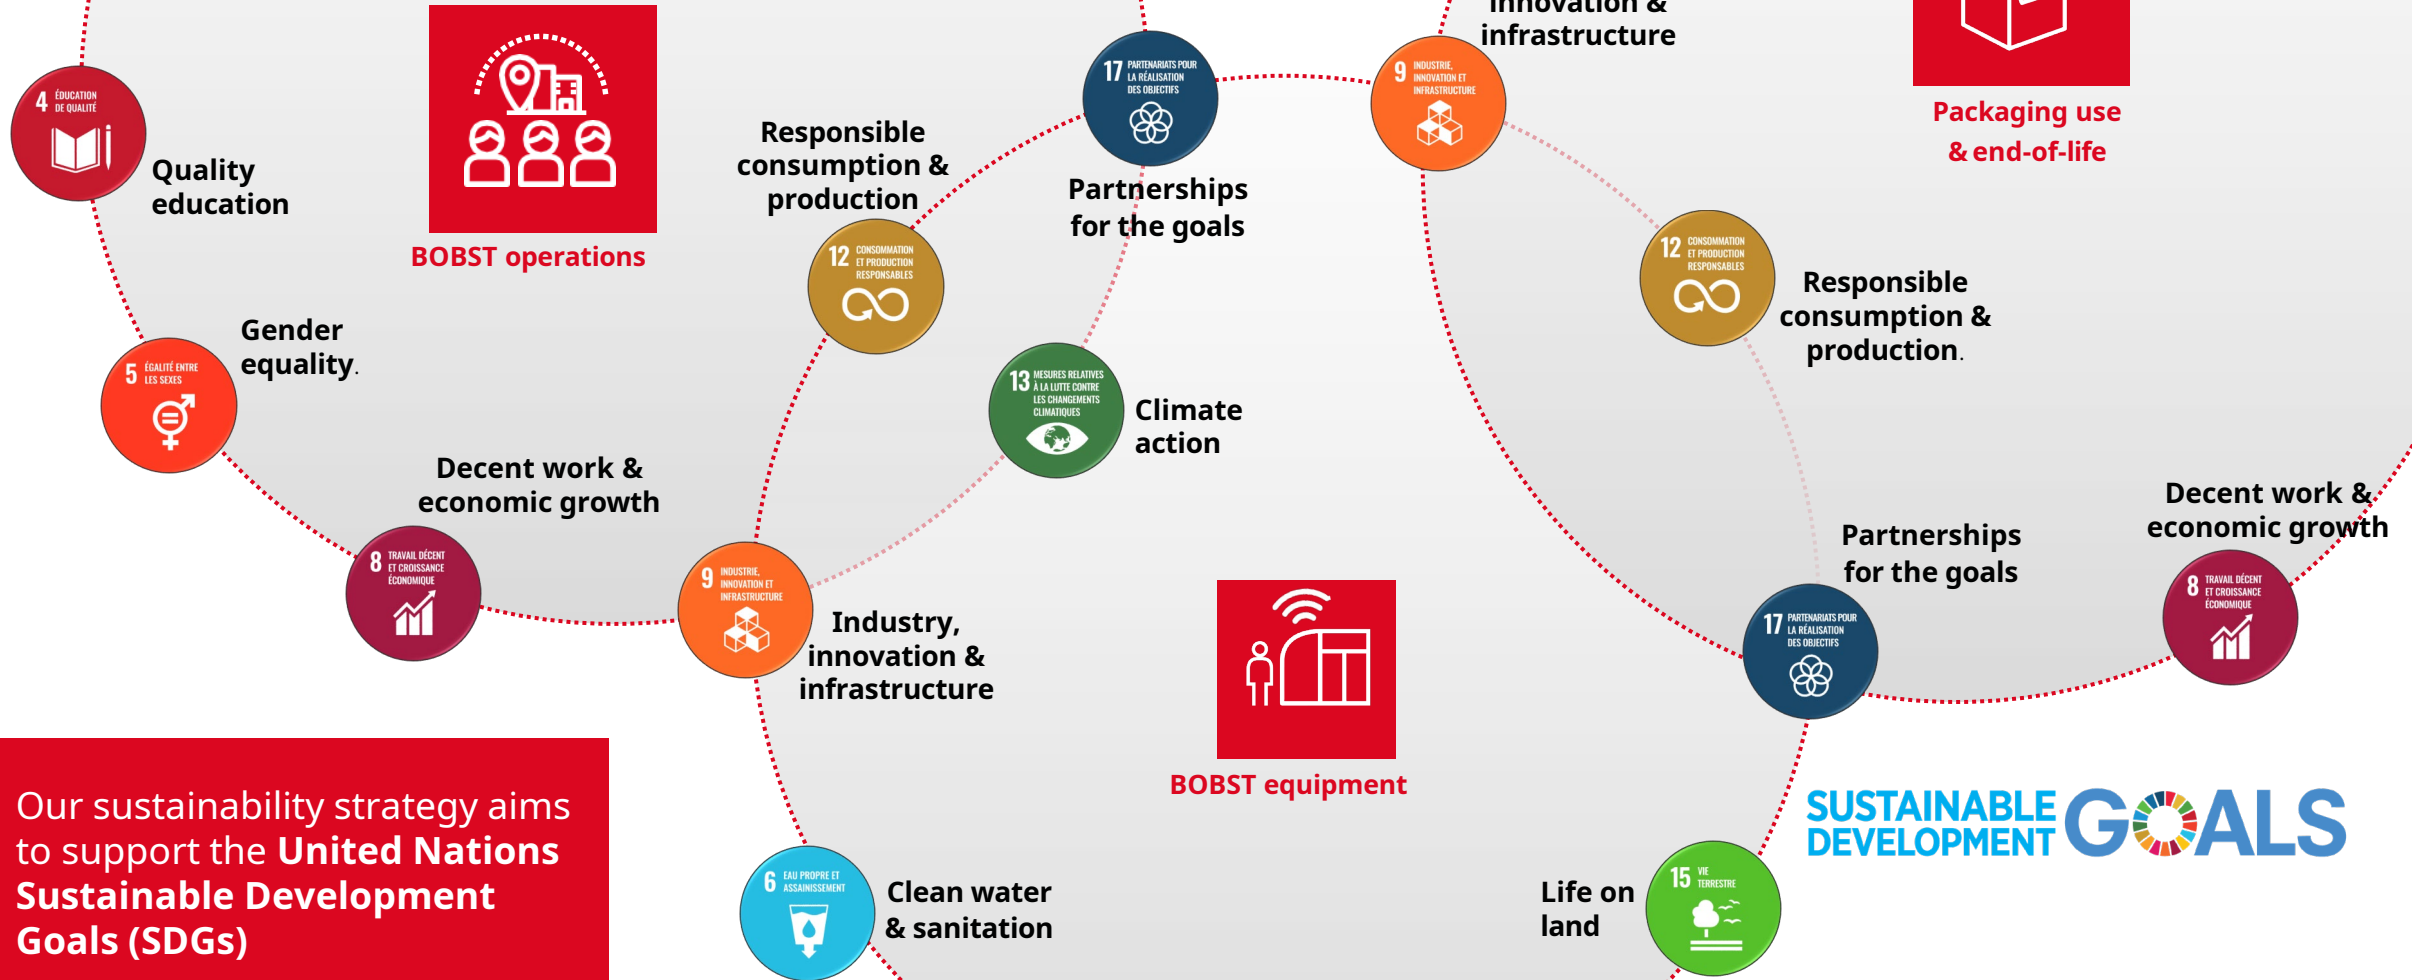 innovation &
infrastructure
17 PARTENARIATS POUR
LA RÉALISATION
DES OBJECTIFS
9 INDUSTRIE,
INNOVATION ET
INFRASTRUCTURE
4 ÉDUCATION
DE QUALITÉ
Quality
education
BOBST operations
Responsible
consumption &
production
Partnerships
for the goals
Packaging use
& end-of-life
12 CONSOMMATION
ET PRODUCTION
RESPONSABLES
12 CONSOMMATION
ET PRODUCTION
RESPONSABLES
Responsible
consumption &
production.
Gender
equality.
5 ÉGALITÉ ENTRE
LES SEXES
13 MESURES RELATIVES
À LA LUTTE CONTRE
LES CHANGEMENTS
CLIMATIQUES
Climate
action
Decent work &
economic growth
8 TRAVAIL DÉCENT
ET CROISSANCE
ÉCONOMIQUE
9 INDUSTRIE,
INNOVATION ET
INFRASTRUCTURE
Industry,
innovation &
infrastructure
Partnerships
for the goals
17 PARTENARIATS POUR
LA RÉALISATION
DES OBJECTIFS
Decent work &
economic growth
8 TRAVAIL DÉCENT
ET CROISSANCE
ÉCONOMIQUE
BOBST equipment
Our sustainability strategy aims
to support the United Nations
Sustainable Development
Goals (SDGs)
6 EAU PROPRE ET
ASSAINISSEMENT
Clean water
& sanitation
Life on
land
15 VIE
TERRESTRE
SUSTAINABLE
DEVELOPMENT GOALS